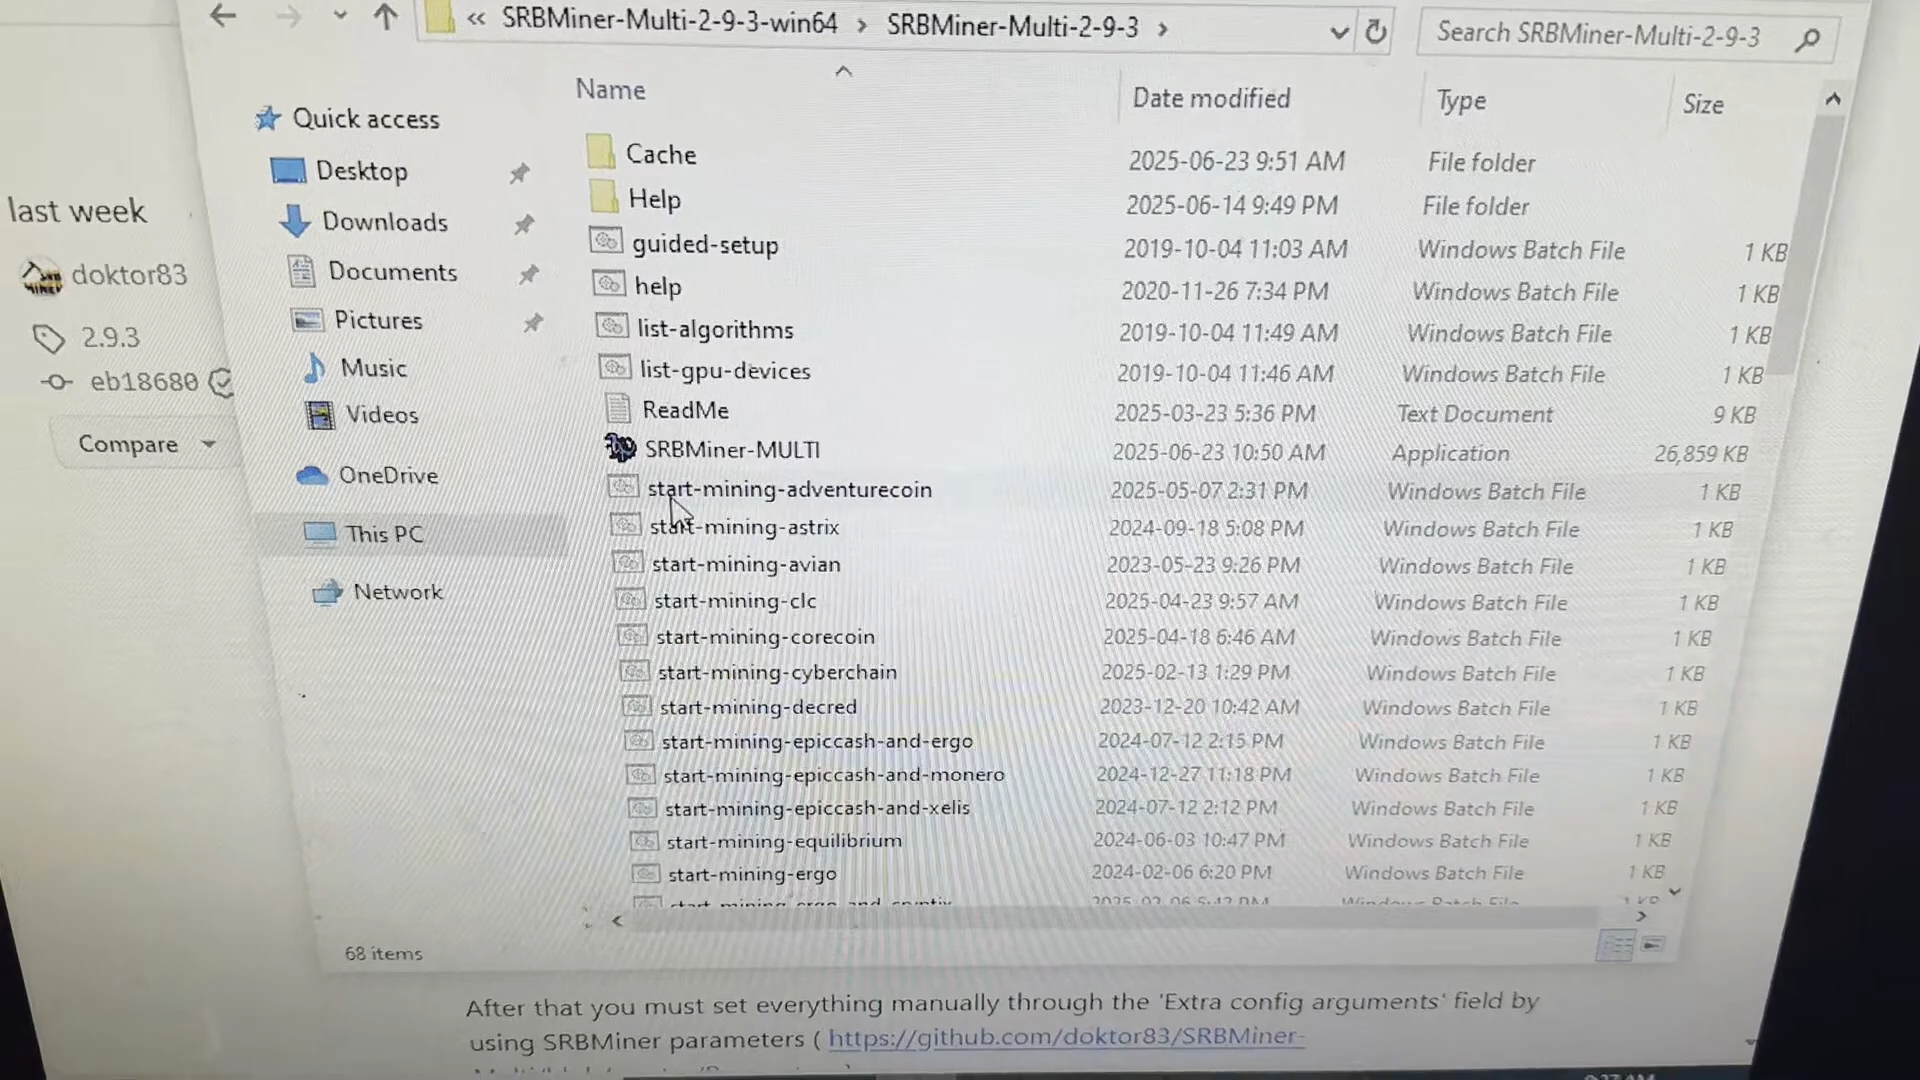 « SRBMiner-Multi-2-9-3-win64 › SRBMiner-Multi-2-9-3 ›
Search SRBMiner-Multi-2-9-3
Name Date modified Type Size
Quick access
Desktop
Downloads
Documents
Pictures
Music
Videos
OneDrive
This PC
Network
last week
doktor83
2.9.3
eb18680
Compare
Cache 2025-06-23 9:51 AM File folder
Help 2025-06-14 9:49 PM File folder
guided-setup 2019-10-04 11:03 AM Windows Batch File 1 KB
help 2020-11-26 7:34 PM Windows Batch File 1 KB
list-algorithms 2019-10-04 11:49 AM Windows Batch File 1 KB
list-gpu-devices 2019-10-04 11:46 AM Windows Batch File 1 KB
ReadMe 2025-03-23 5:36 PM Text Document 9 KB
SRBMiner-MULTI 2025-06-23 10:50 AM Application 26,859 KB
start-mining-adventurecoin 2025-05-07 2:31 PM Windows Batch File 1 KB
start-mining-astrix 2024-09-18 5:08 PM Windows Batch File 1 KB
start-mining-avian 2023-05-23 9:26 PM Windows Batch File 1 KB
start-mining-clc 2025-04-23 9:57 AM Windows Batch File 1 KB
start-mining-corecoin 2025-04-18 6:46 AM Windows Batch File 1 KB
start-mining-cyberchain 2025-02-13 1:29 PM Windows Batch File 1 KB
start-mining-decred 2023-12-20 10:42 AM Windows Batch File 1 KB
start-mining-epiccash-and-ergo 2024-07-12 2:15 PM Windows Batch File 1 KB
start-mining-epiccash-and-monero 2024-12-27 11:18 PM Windows Batch File 1 KB
start-mining-epiccash-and-xelis 2024-07-12 2:12 PM Windows Batch File 1 KB
start-mining-equilibrium 2024-06-03 10:47 PM Windows Batch File 1 KB
start-mining-ergo 2024-02-06 6:20 PM Windows Batch File 1 KB
68 items
After that you must set everything manually through the 'Extra config arguments' field by
using SRBMiner parameters ( https://github.com/doktor83/SRBMiner-